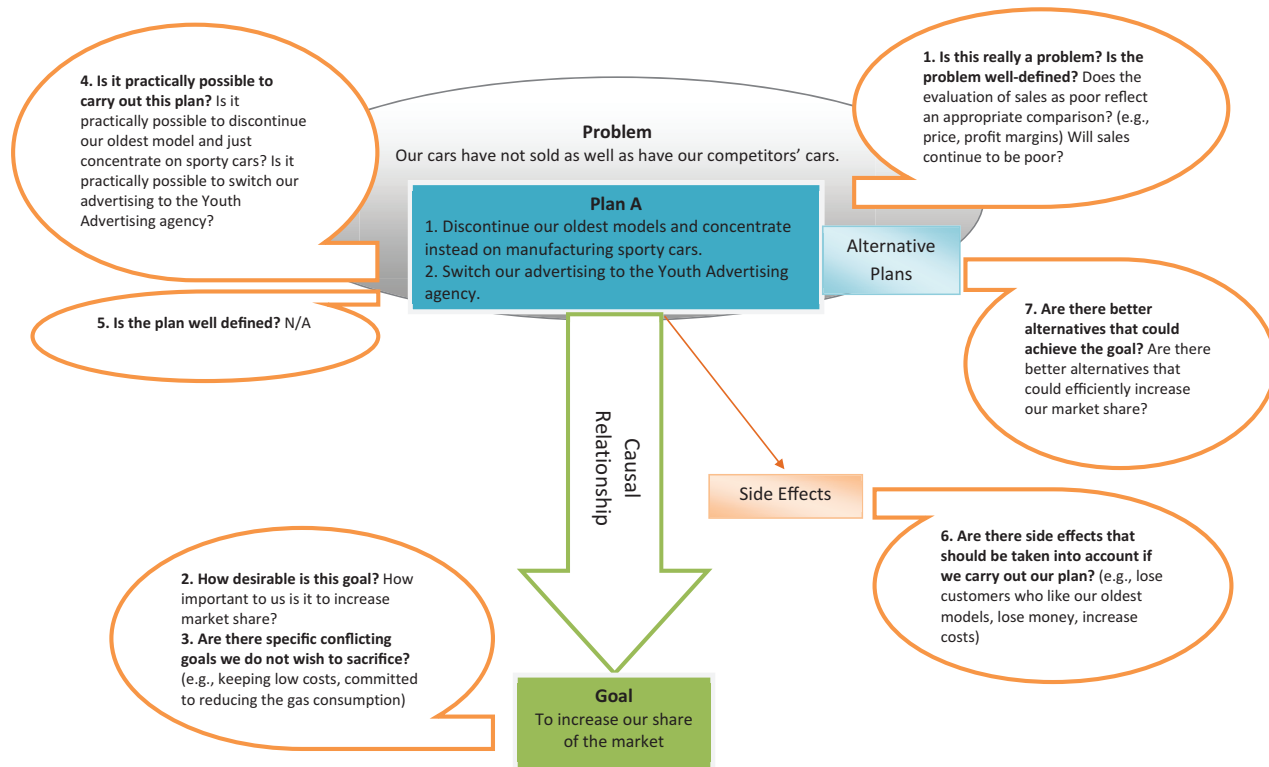 4. Is it practically possible to
carry out this plan? Is it
practically possible to discontinue
our oldest model and just
concentrate on sporty cars? Is it
practically possible to switch our
advertising to the Youth
Advertising agency?
1. Is this really a problem? Is the
problem well-defined? Does the
evaluation of sales as poor reflect
an appropriate comparison? (e.g.,
price, profit margins) Will sales
continue to be poor?
Problem
Our cars have not sold as well as have our competitors’ cars.
Plan A
1. Discontinue our oldest models and concentrate
instead on manufacturing sporty cars.
2. Switch our advertising to the Youth Advertising
agency.
Alternative
Plans
5. Is the plan well defined? N/A
7. Are there better
alternatives that could
achieve the goal? Are there
better alternatives that
could efficiently increase
our market share?
Causal
Relationship
Side Effects
6. Are there side effects that
should be taken into account if
we carry out our plan? (e.g., lose
customers who like our oldest
models, lose money, increase
costs)
2. How desirable is this goal? How
important to us is it to increase
market share?
3. Are there specific conflicting
goals we do not wish to sacrifice?
(e.g., keeping low costs, committed
to reducing the gas consumption)
Goal
To increase our share
of the market